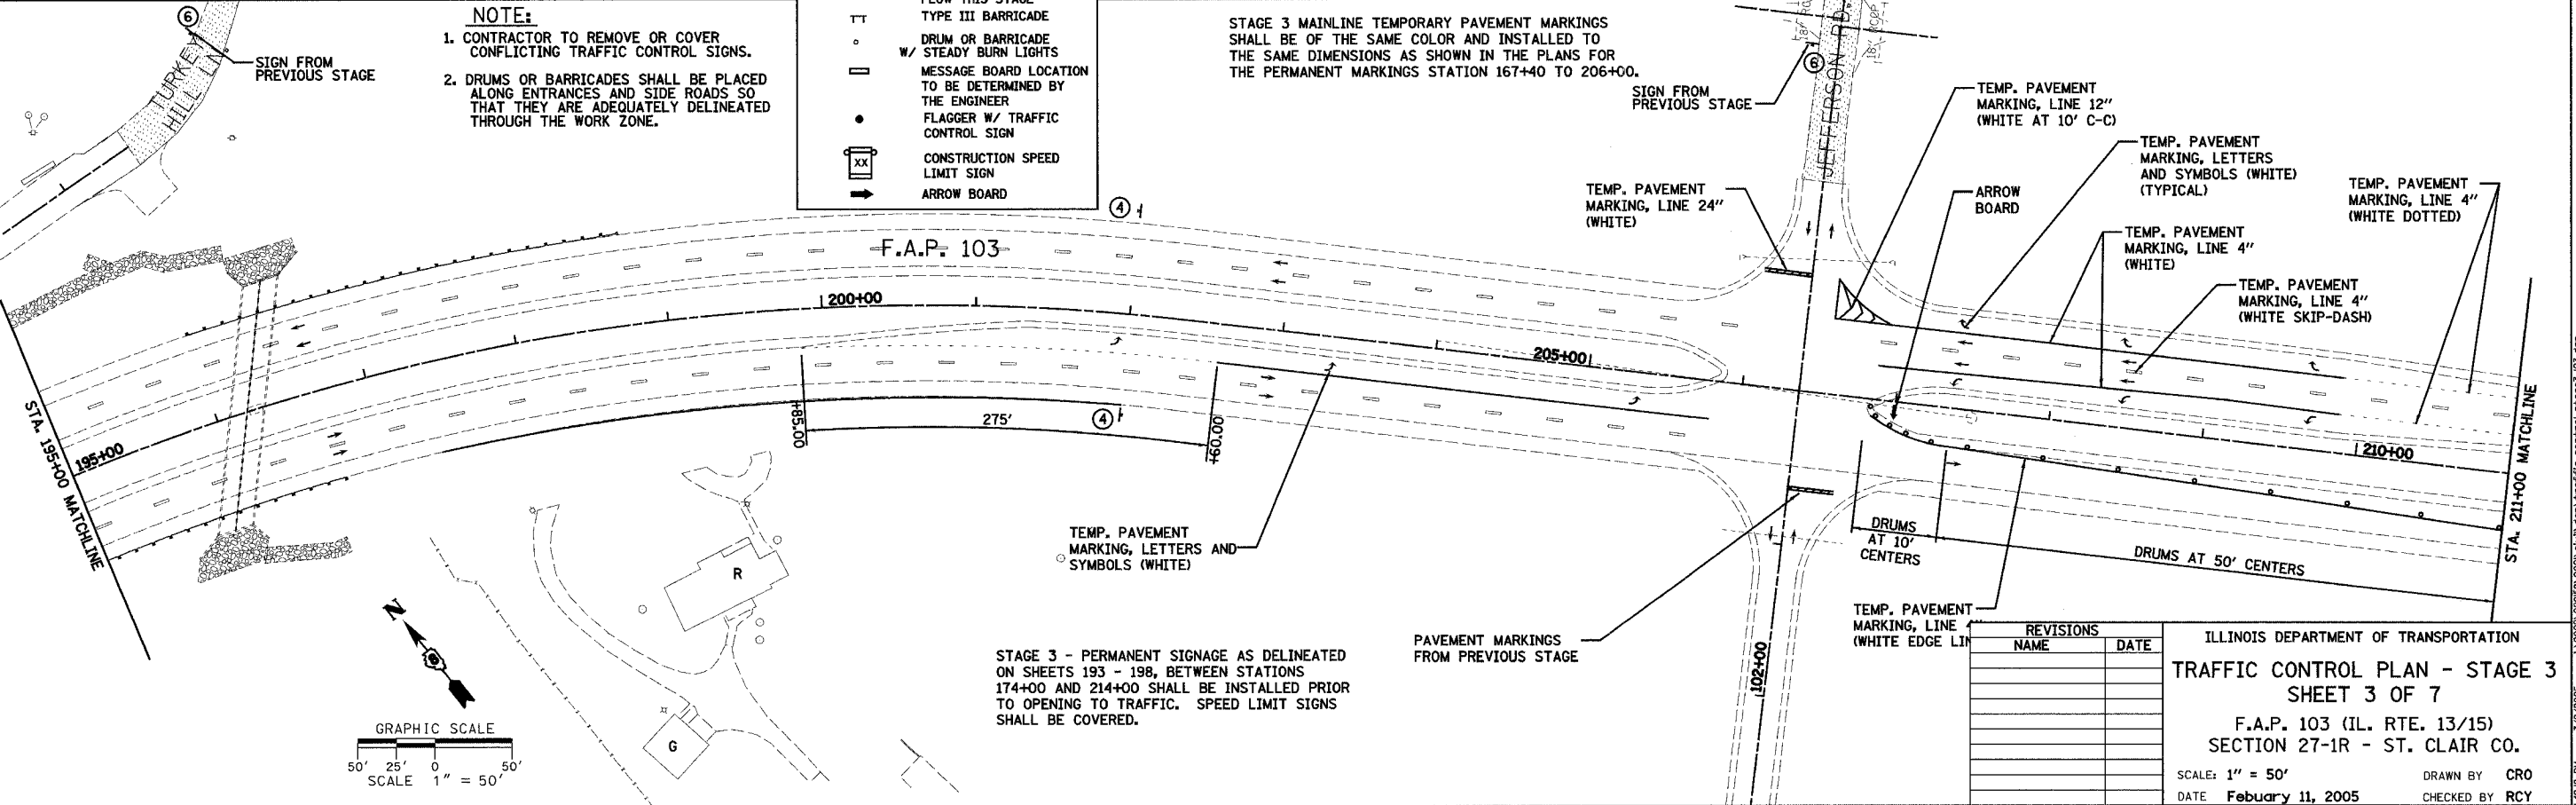 6
SIGN FROM
PREVIOUS STAGE
TURKEY
HILL LN
NOTE:
1. CONTRACTOR TO REMOVE OR COVER
CONFLICTING TRAFFIC CONTROL SIGNS.
2. DRUMS OR BARRICADES SHALL BE PLACED
ALONG ENTRANCES AND SIDE ROADS SO
THAT THEY ARE ADEQUATELY DELINEATED
THROUGH THE WORK ZONE.
FLOW THIS STAGE
TYPE III BARRICADE
DRUM OR BARRICADE
W/ STEADY BURN LIGHTS
MESSAGE BOARD LOCATION
TO BE DETERMINED BY
THE ENGINEER
FLAGGER W/ TRAFFIC
CONTROL SIGN
XX
CONSTRUCTION SPEED
LIMIT SIGN
ARROW BOARD
STAGE 3 MAINLINE TEMPORARY PAVEMENT MARKINGS
SHALL BE OF THE SAME COLOR AND INSTALLED TO
THE SAME DIMENSIONS AS SHOWN IN THE PLANS FOR
THE PERMANENT MARKINGS STATION 167+40 TO 206+00.
SIGN FROM
PREVIOUS STAGE
6
JEFFERSON RD
18' RCCP
TEMP. PAVEMENT
MARKING, LINE 12"
(WHITE AT 10' C-C)
TEMP. PAVEMENT
MARKING, LETTERS
AND SYMBOLS (WHITE)
(TYPICAL)
TEMP. PAVEMENT
MARKING, LINE 4"
(WHITE DOTTED)
TEMP. PAVEMENT
MARKING, LINE 24"
(WHITE)
ARROW
BOARD
TEMP. PAVEMENT
MARKING, LINE 4"
(WHITE)
TEMP. PAVEMENT
MARKING, LINE 4"
(WHITE SKIP-DASH)
4
F.A.P. 103
200+00
205+00
210+00
195+00
STA. 195+00 MATCHLINE
STA. 211+00 MATCHLINE
+85.00
275'
4
+60.00
TEMP. PAVEMENT
MARKING, LETTERS AND
SYMBOLS (WHITE)
DRUMS
AT 10'
CENTERS
DRUMS AT 50' CENTERS
TEMP. PAVEMENT
MARKING, LINE
(WHITE EDGE LIN
PAVEMENT MARKINGS
FROM PREVIOUS STAGE
102+00
R
G
N
STAGE 3 - PERMANENT SIGNAGE AS DELINEATED
ON SHEETS 193 - 198, BETWEEN STATIONS
174+00 AND 214+00 SHALL BE INSTALLED PRIOR
TO OPENING TO TRAFFIC. SPEED LIMIT SIGNS
SHALL BE COVERED.
GRAPHIC SCALE
50' 25' 0 50'
SCALE 1" = 50'
REVISIONS
NAME DATE
ILLINOIS DEPARTMENT OF TRANSPORTATION
TRAFFIC CONTROL PLAN - STAGE 3
SHEET 3 OF 7
F.A.P. 103 (IL. RTE. 13/15)
SECTION 27-1R - ST. CLAIR CO.
SCALE: 1" = 50'
DRAWN BY CRO
DATE Febuary 11, 2005
CHECKED BY RCY